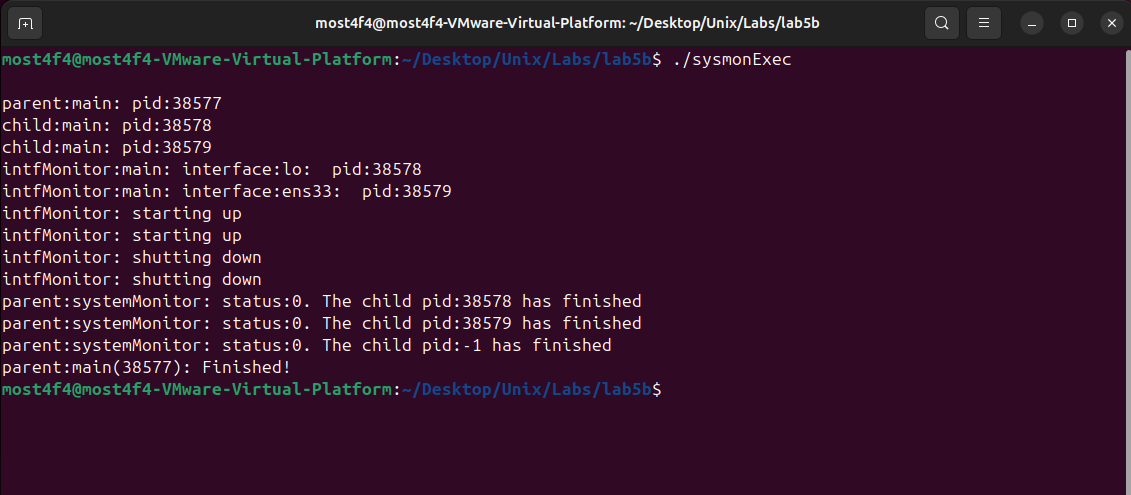 most4f4@most4f4-VMware-Virtual-Platform: ~/Desktop/Unix/Labs/lab5b
most4f4@most4f4-VMware-Virtual-Platform:~/Desktop/Unix/Labs/lab5b$ ./sysmonExec
parent:main: pid:38577
child:main: pid:38578
child:main: pid:38579
intfMonitor:main: interface:lo:  pid:38578
intfMonitor:main: interface:ens33:  pid:38579
intfMonitor: starting up
intfMonitor: starting up
intfMonitor: shutting down
intfMonitor: shutting down
parent:systemMonitor: status:0. The child pid:38578 has finished
parent:systemMonitor: status:0. The child pid:38579 has finished
parent:systemMonitor: status:0. The child pid:-1 has finished
parent:main(38577): Finished!
most4f4@most4f4-VMware-Virtual-Platform:~/Desktop/Unix/Labs/lab5b$